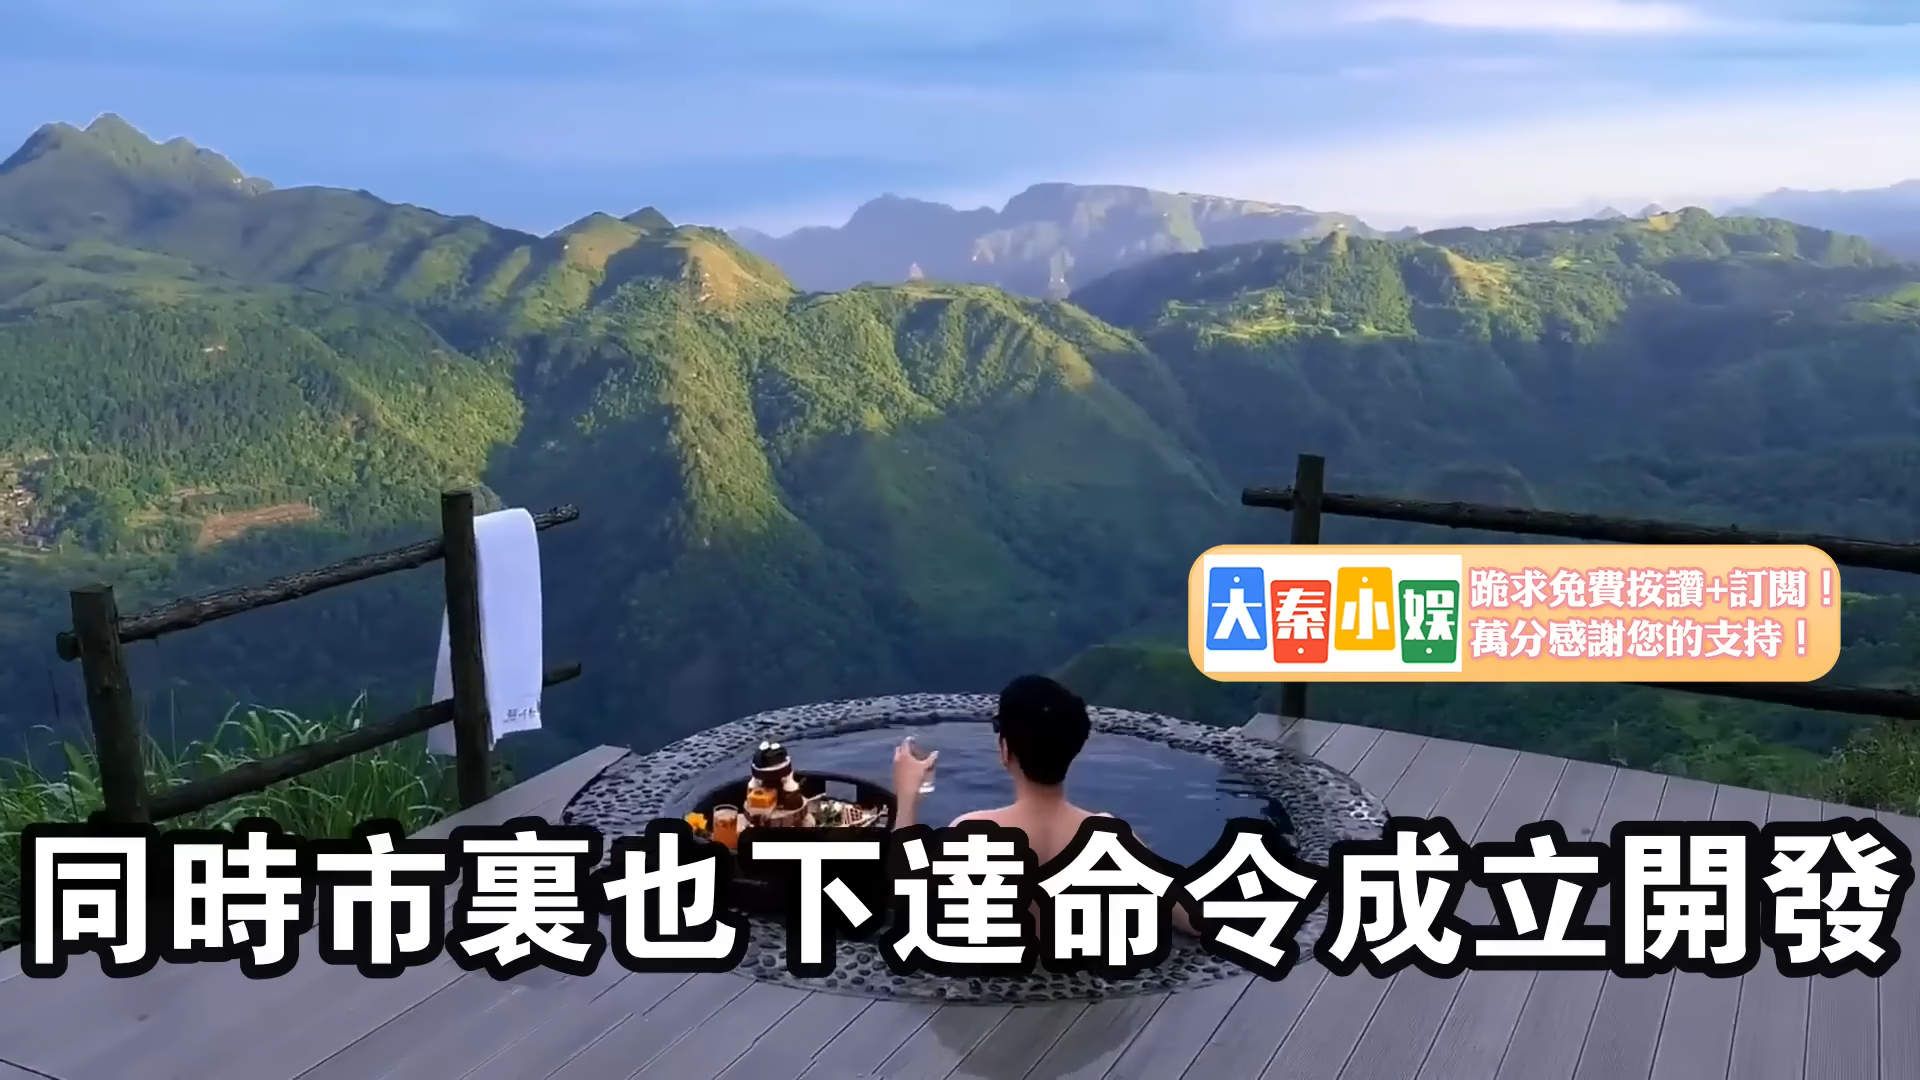 大秦小娱
跪求免費按讚+訂閱！
萬分感謝您的支持！
同時市裏也下達命令成立開發